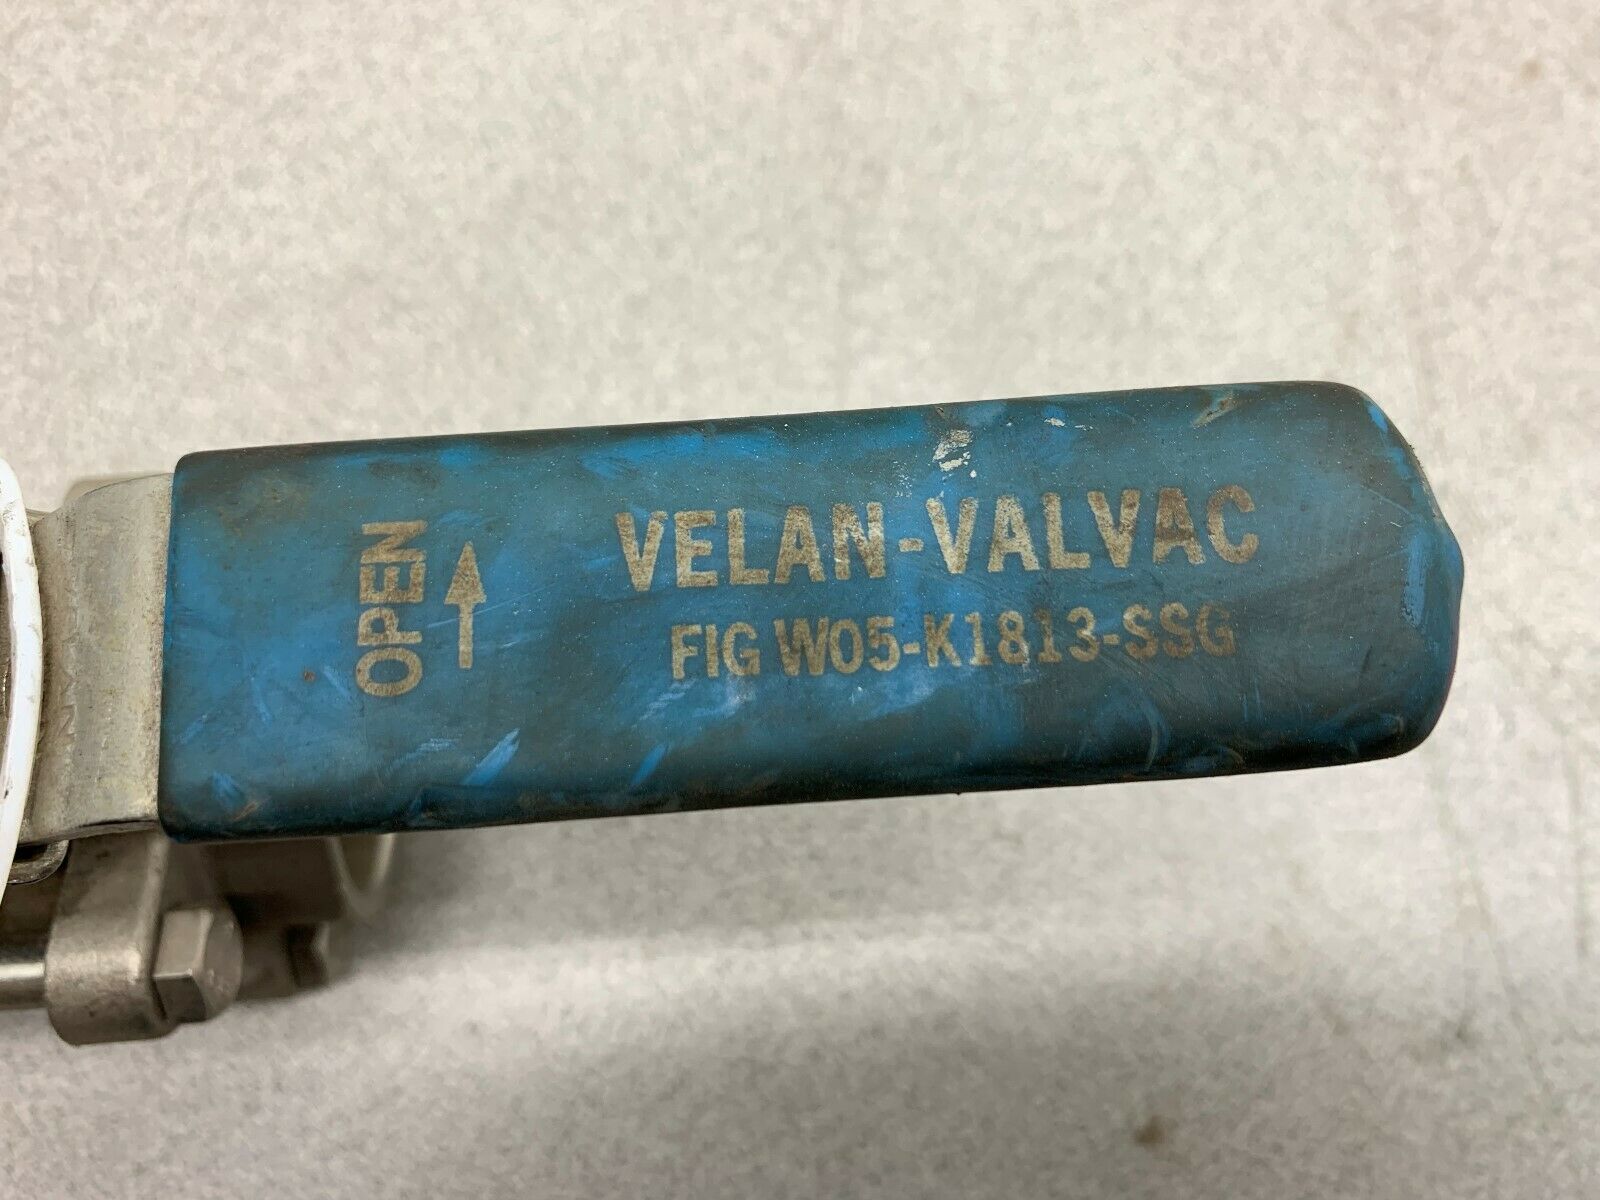 OPEN
VELAN-VALVAC
FIG W05-K1813-SSG